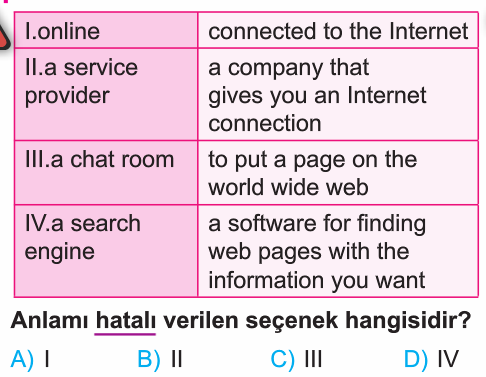 I.online connected to the Internet
II.a service a company that
provider gives you an Internet
connection
III.a chat room to put a page on the
world wide web
IV.a search a software for finding
engine web pages with the
information you want
Anlamı hatalı verilen seçenek hangisidir?
A) I B) II C) III D) IV